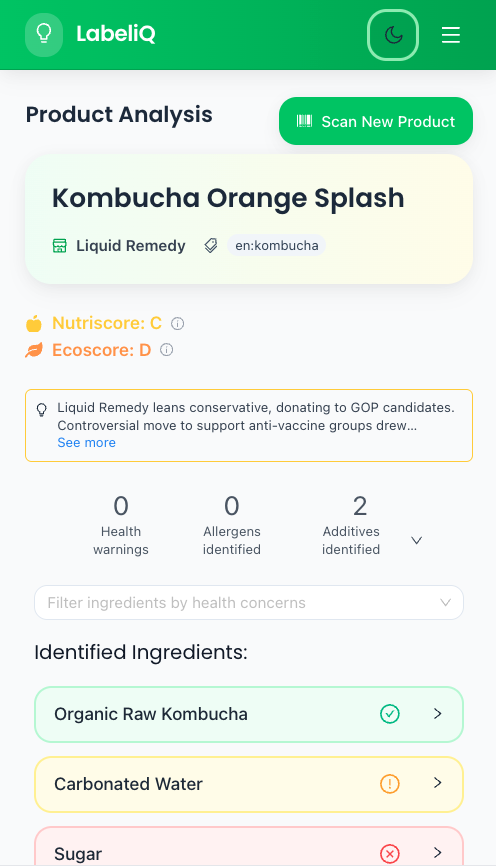 LabeliQ
Product Analysis
Scan New Product
Kombucha Orange Splash
Liquid Remedy
en:kombucha
Nutriscore: C
Ecoscore: D
Liquid Remedy leans conservative, donating to GOP candidates.
Controversial move to support anti-vaccine groups drew...
See more
0
Health
warnings
0
Allergens
identified
2
Additives
identified
Filter ingredients by health concerns
Identified Ingredients:
Organic Raw Kombucha
Carbonated Water
Sugar